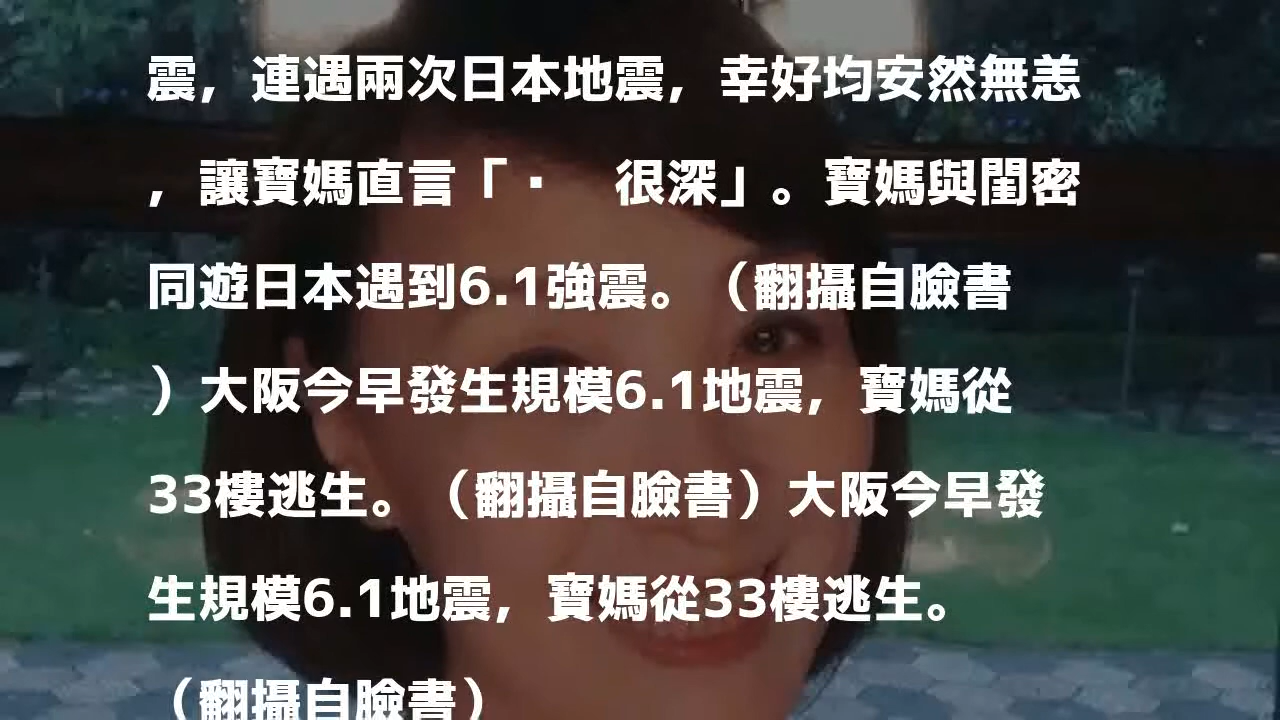 震，連遇兩次日本地震，幸好均安然無恙
，讓寶媽直言「·　很深」。寶媽與閨密
同遊日本遇到6.1強震。（翻攝自臉書
）大阪今早發生規模6.1地震，寶媽從
33樓逃生。（翻攝自臉書）大阪今早發
生規模6.1地震，寶媽從33樓逃生。
（翻攝自臉書）